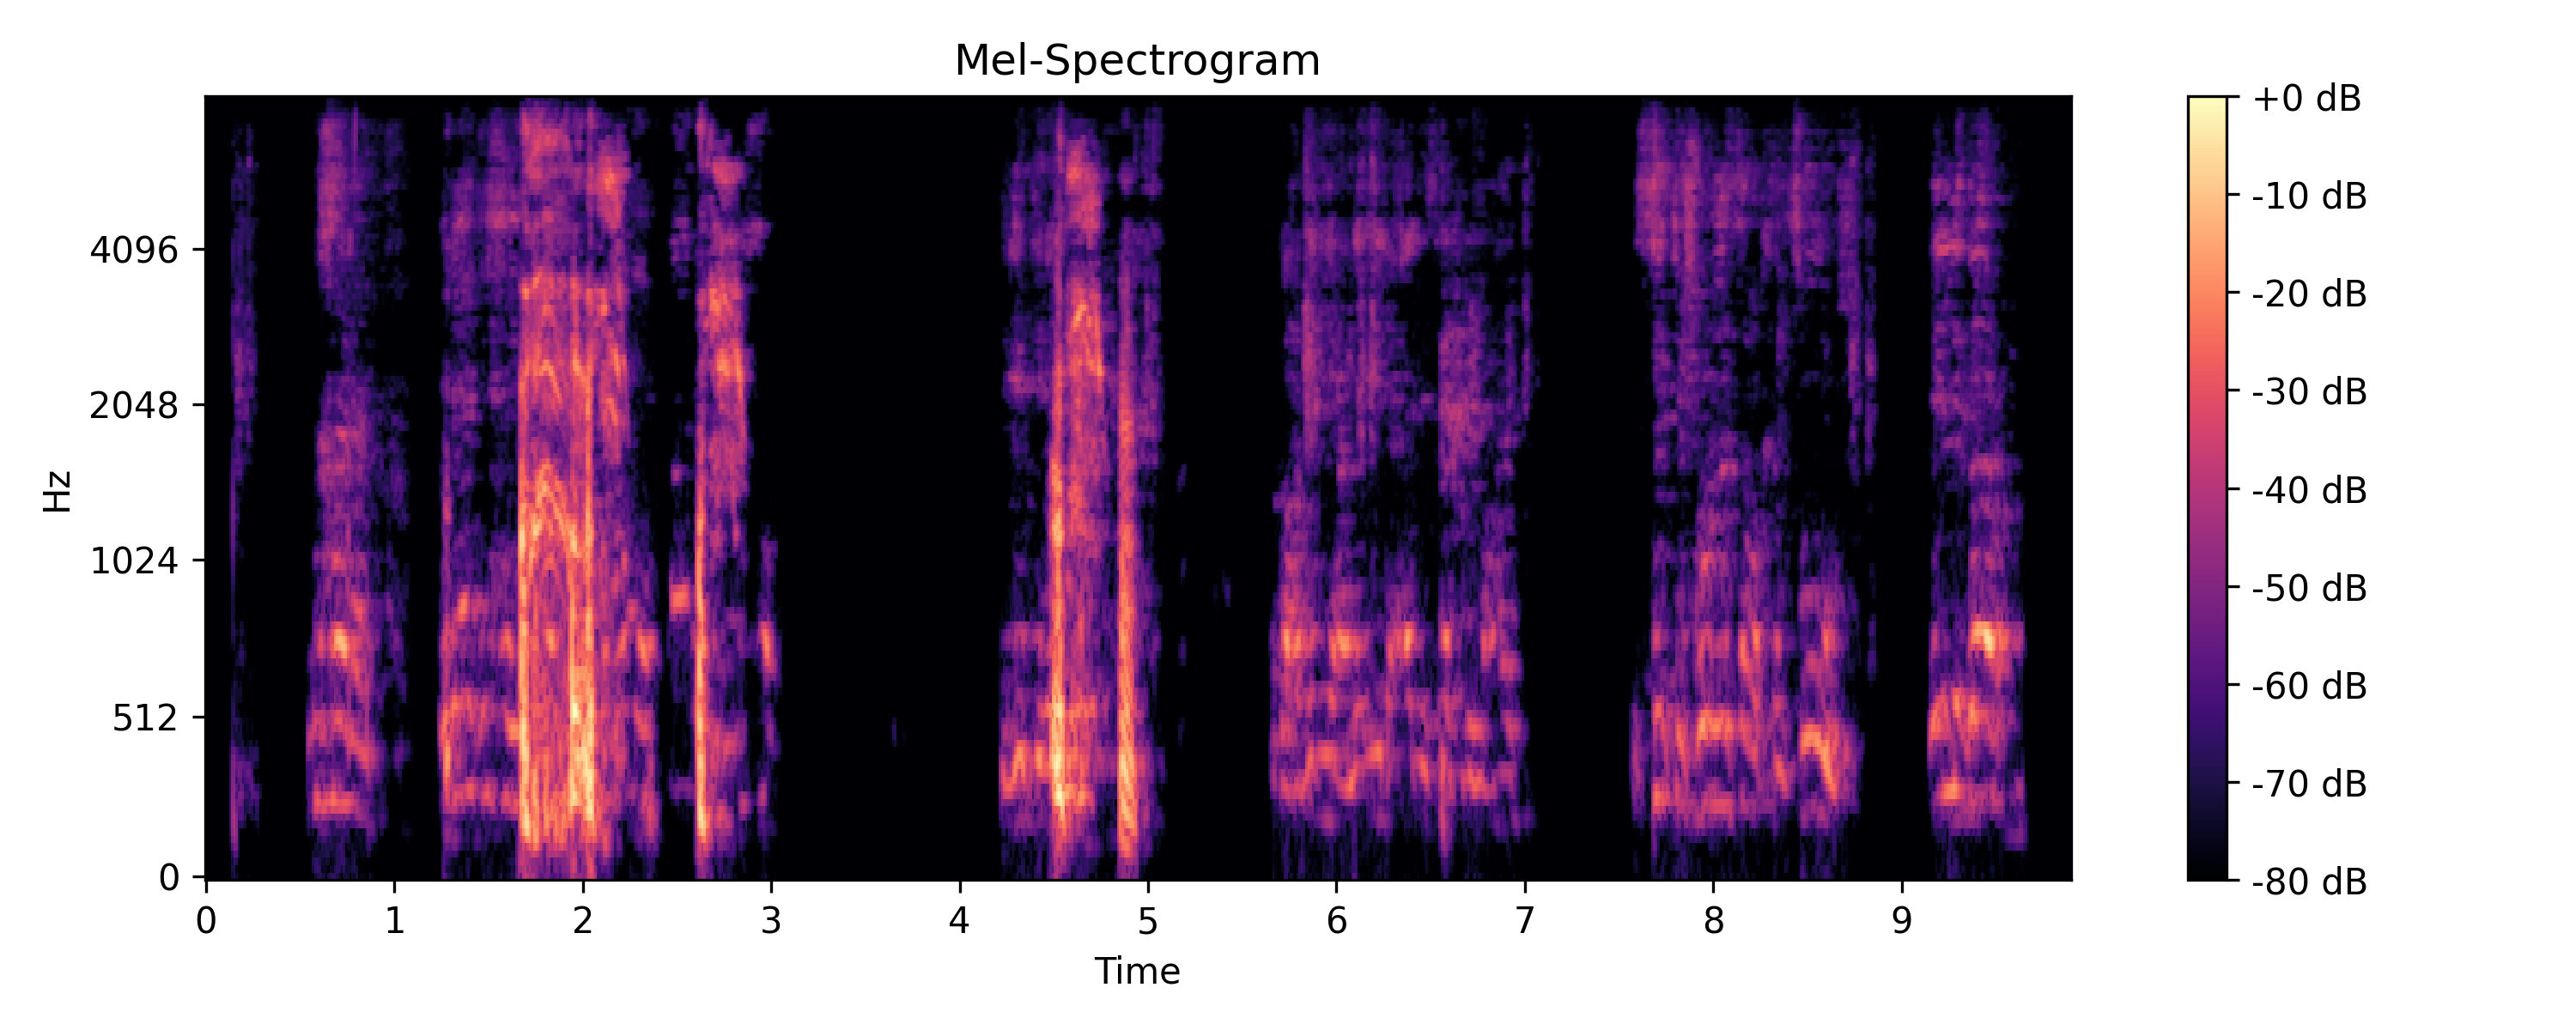 Mel-Spectrogram
+0 dB
-10 dB
4096
-20 dB
2048
-30 dB
Hz
-40 dB
1024
-50 dB
512
-60 dB
-70 dB
0
-80 dB
0 1 2 3 4 5 6 7 8 9
Time